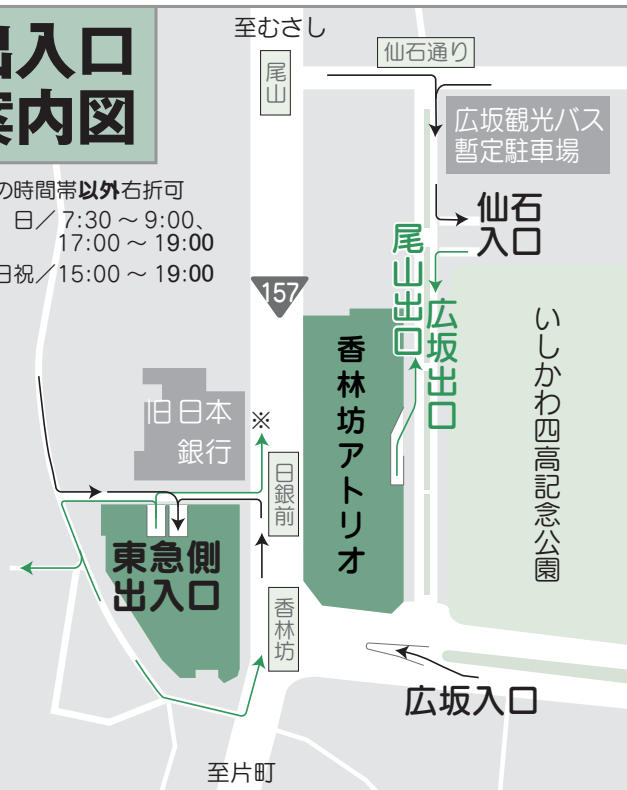 出入口
案内図
至むさし
尾山
仙石通り
広坂観光バス
暫定駐車場
の時間帯以外右折可
日／7:30～9:00、
17:00～19:00
日祝／15:00～19:00
仙石
入口
尾山出口
広坂出口
157
いしかわ四高記念公園
香林坊アトリオ
旧日本
銀行
※
日銀前
東急側
出入口
香林坊
広坂入口
至片町